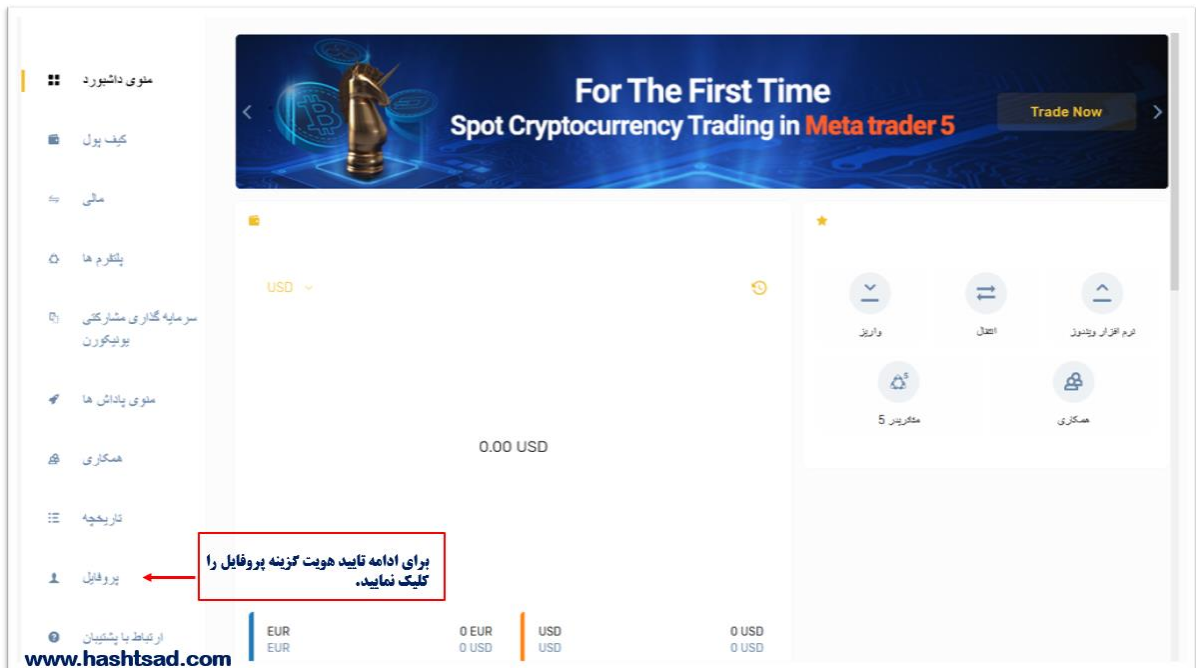 منوی داشبورد
کیف پول
مالی
پلتفرم ها
سرمایه گذاری مشارکتی
یونیکورن
منوی پاداش ها
همکاری
تاریخچه
پروفایل
ارتباط با پشتیبان
For The First Time
Spot Cryptocurrency Trading in Meta trader 5
Trade Now
USD
0.00 USD
واریز
انتقال
نرم افزار ویندوز
متاتریدر 5
همکاری
برای ادامه تایید هویت گزینه پروفایل را
کلیک نمایید.
EUR 0 EUR
EUR 0 USD
USD 0 USD
USD 0 USD
www.hashtsad.com